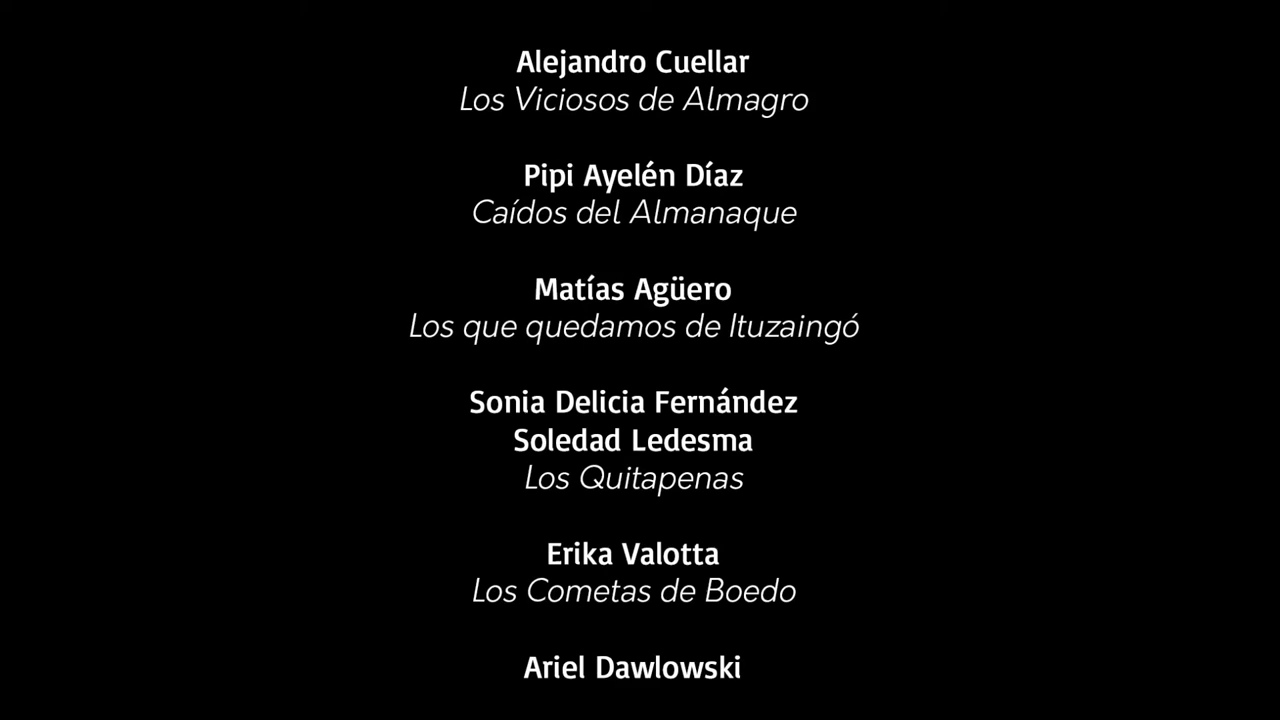 Alejandro Cuellar
Los Viciosos de Almagro
Pipi Ayelén Díaz
Caídos del Almanaque
Matías Agüero
Los que quedamos de Ituzaingó
Sonia Delicia Fernández
Soledad Ledesma
Los Quitapenas
Erika Valotta
Los Cometas de Boedo
Ariel Dawlowski